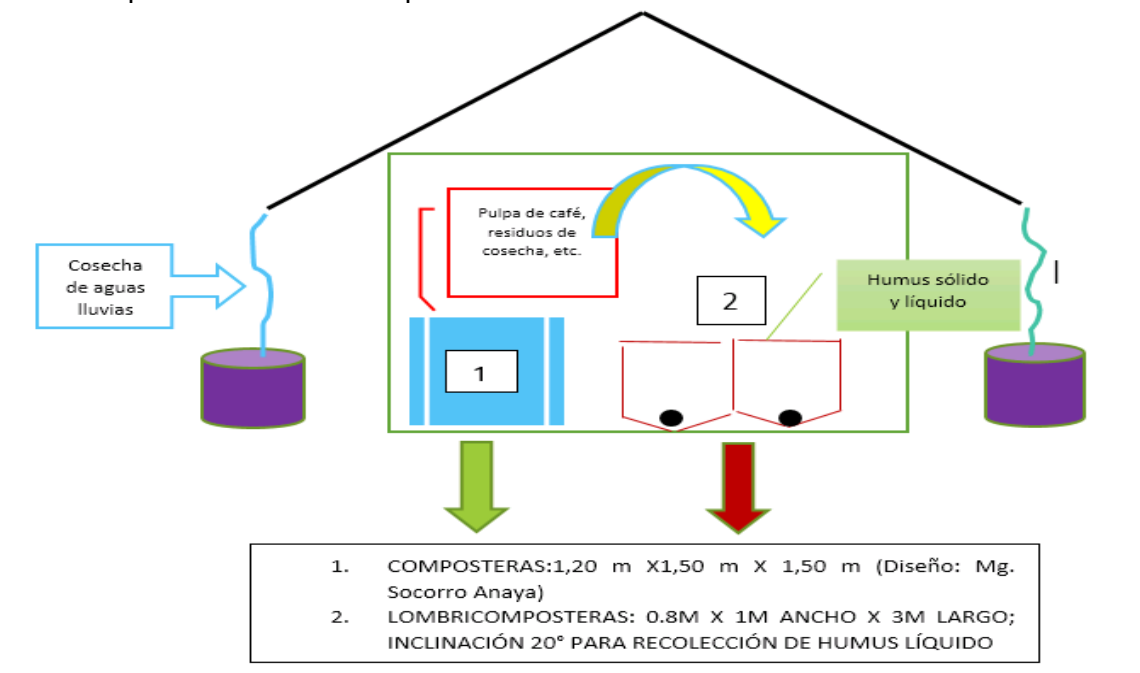 Pulpa de café,
residuos de
cosecha, etc.
Cosecha
de aguas
lluvias
Humus sólido
y líquido
2
1
1. COMPOSTERAS:1,20 m X1,50 m X 1,50 m (Diseño: Mg.
Socorro Anaya)
2. LOMBRICOMPOSTERAS: 0.8M X 1M ANCHO X 3M LARGO;
INCLINACIÓN 20° PARA RECOLECCIÓN DE HUMUS LÍQUIDO